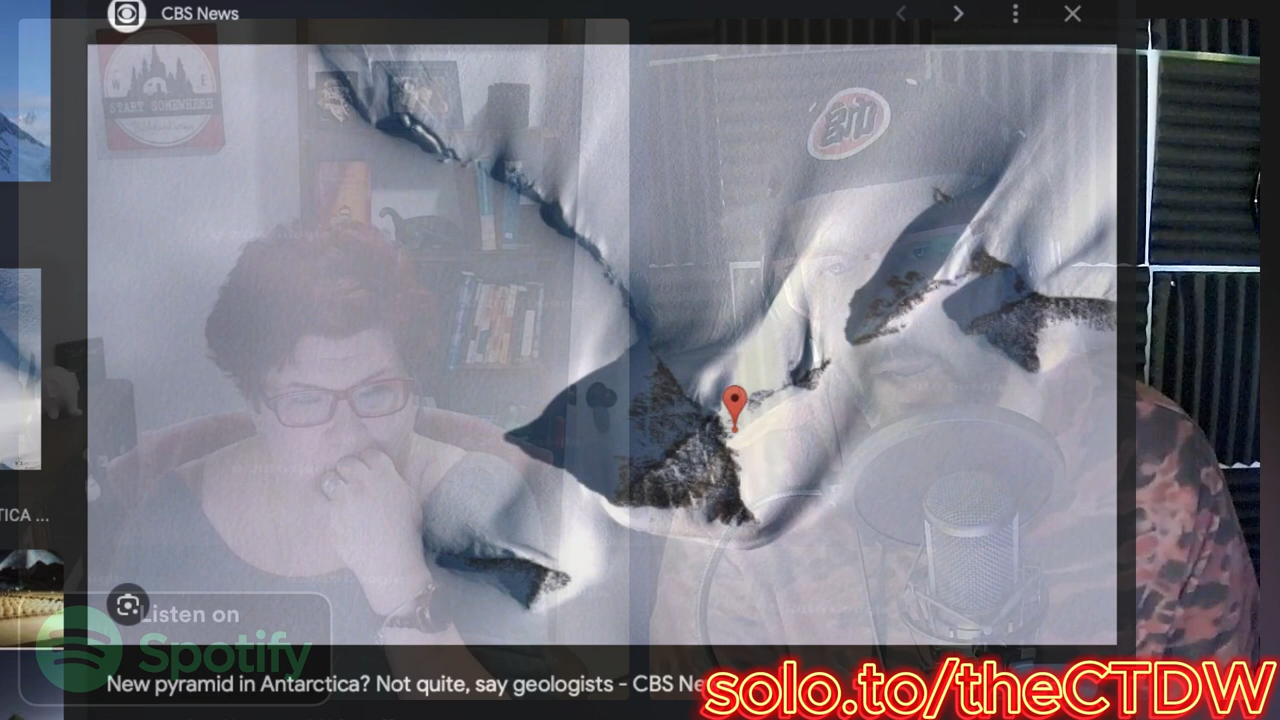 CBS News
START SOMEWHERE
TICA ...
Listen on
Spotify
New pyramid in Antarctica? Not quite, say geologists - CBS Ne
solo.to/theCTDW